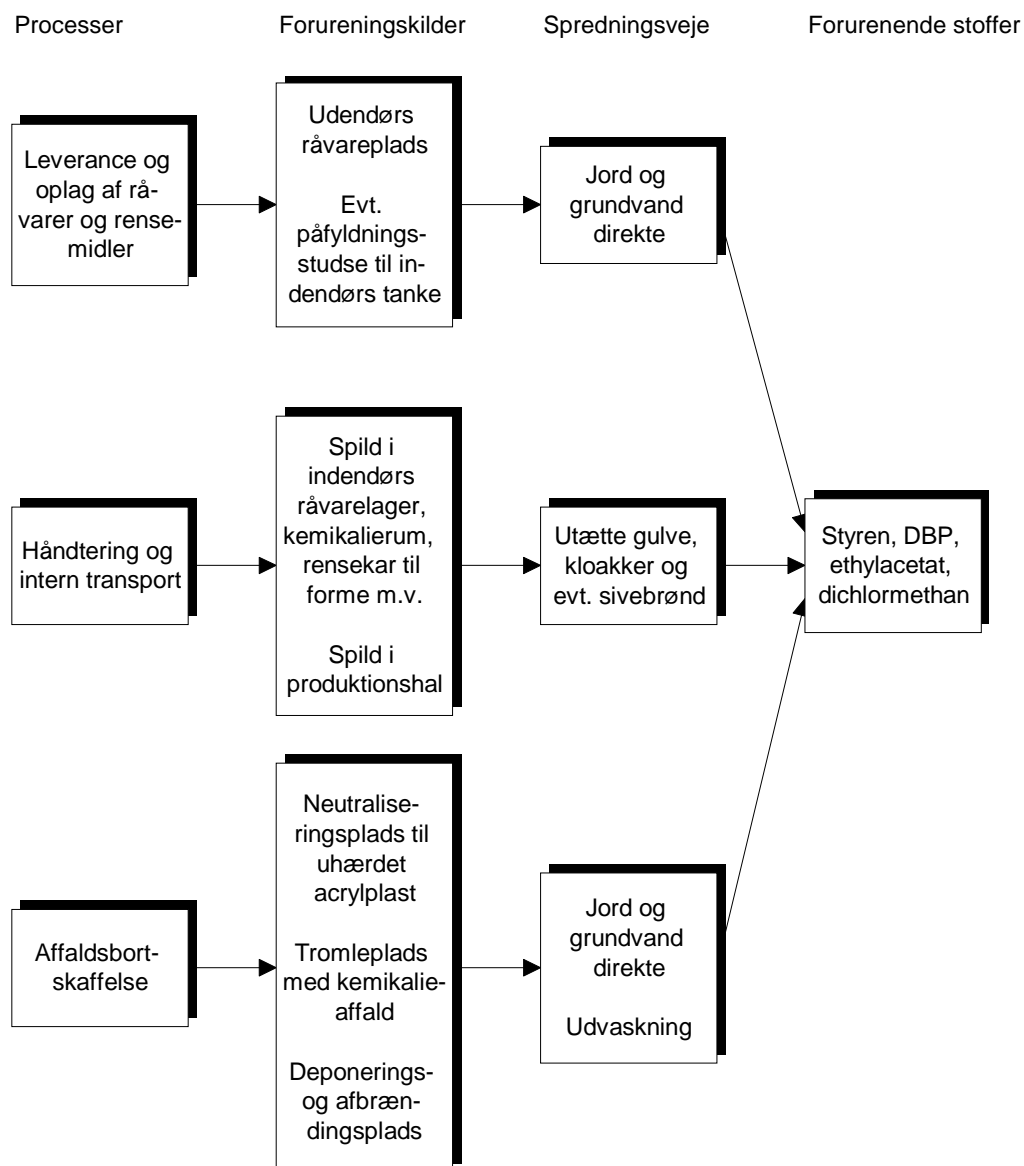 Processer
Forureningskilder
Spredningsveje
Forurenende stoffer
Leverance og
oplag af rå-
varer og rense-
midler
Udendørs
råvareplads
Evt.
påfyldnings-
studse til in-
dendørs tanke
Jord og
grundvand
direkte
Håndtering og
intern transport
Spild i
indendørs
råvarelager,
kemikalierum,
rensekar til
forme m.v.
Spild i
produktionshal
Utætte gulve,
kloakker og
evt. sivebrønd
Styren, DBP,
ethylacetat,
dichlormethan
Affaldsbort-
skaffelse
Neutralise-
ringsplads til
uhærdet
acrylplast
Tromleplads
med kemikalie-
affald
Deponerings-
og afbræn-
dingsplads
Jord og
grundvand
direkte
Udvaskning